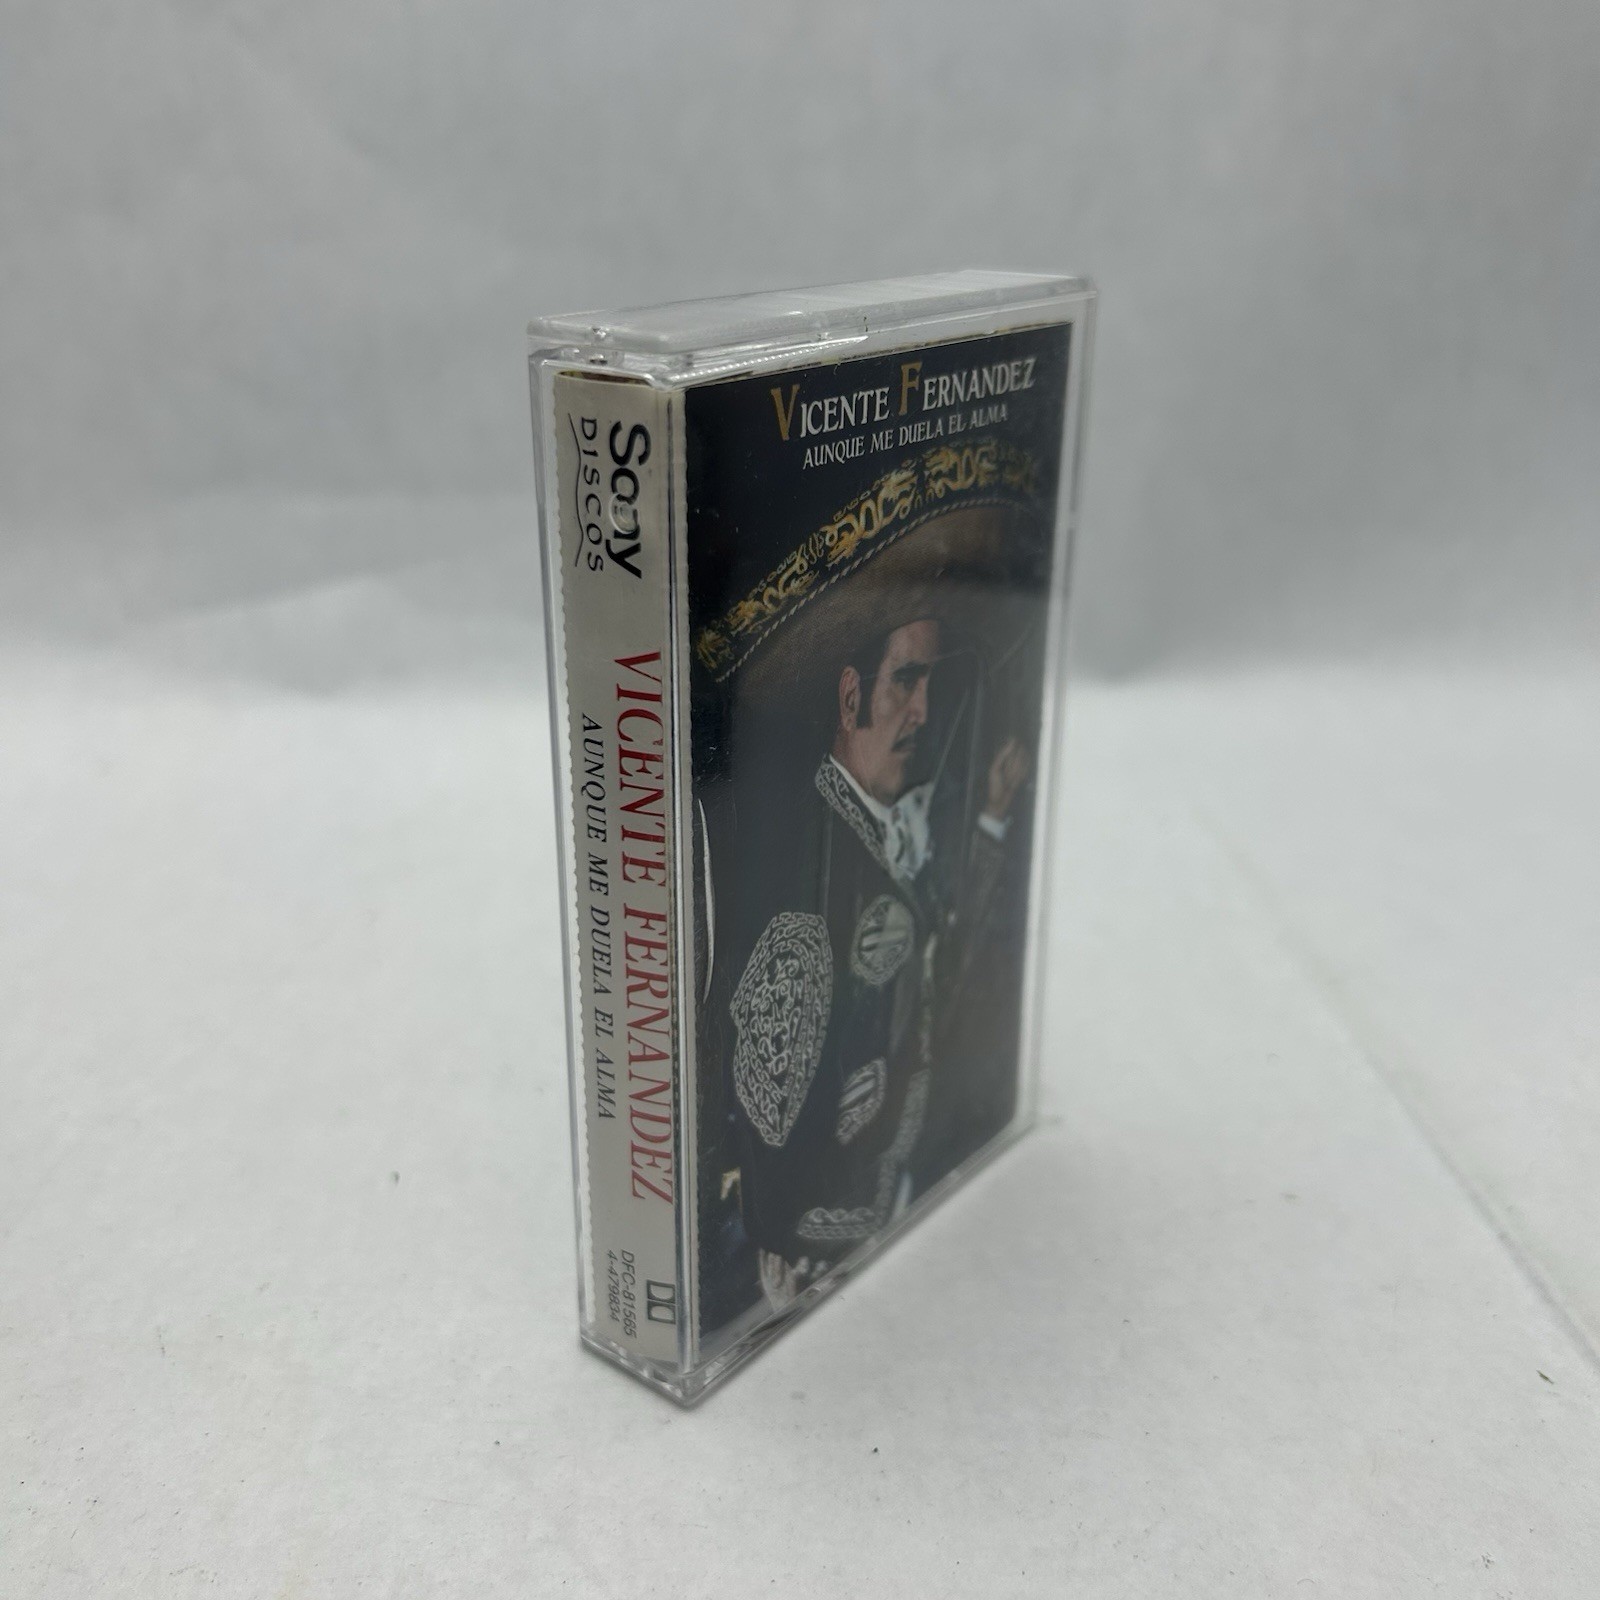 VICENTE FERNANDEZ
AUNQUE ME DUELA EL ALMA
Sony
DISCOS
VICENTE FERNANDEZ
AUNQUE ME DUELA EL ALMA
DFC-81565
4-479834